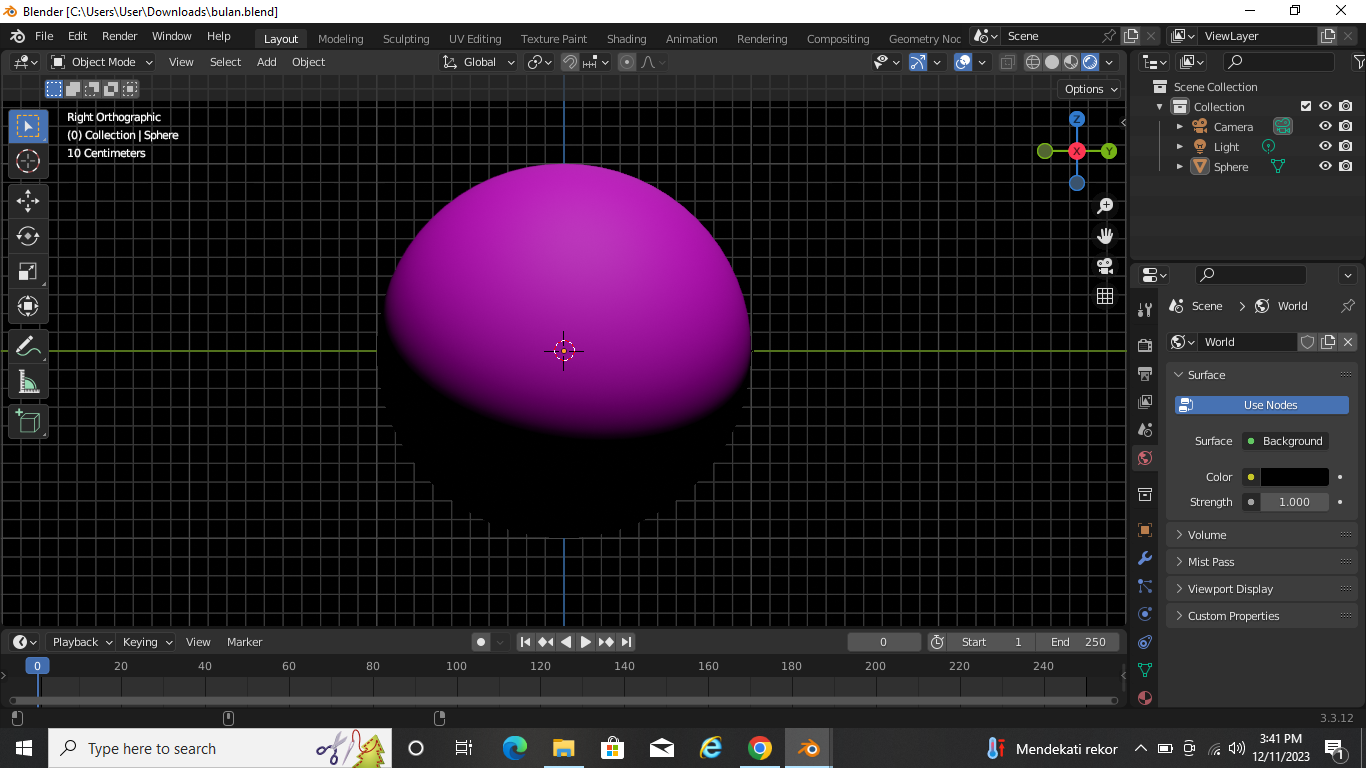 Blender [C:\Users\User\Downloads\bulan.blend]
File Edit Render Window Help Layout Modeling Sculpting UV Editing Texture Paint Shading Animation Rendering Compositing Geometry Noc Scene ViewLayer
Object Mode View Select Add Object Global
Options
Right Orthographic
(0) Collection | Sphere
10 Centimeters
Z
X
Y
Scene Collection
Collection
Camera
Light
Sphere
Scene World
World
Surface
Use Nodes
Surface Background
Color
Strength 1.000
Volume
Mist Pass
Viewport Display
Custom Properties
Playback Keying View Marker 0 Start 1 End 250
0 20 40 60 80 100 120 140 160 180 200 220 240
3.3.12
Type here to search
Mendekati rekor
3:41 PM
12/11/2023
1